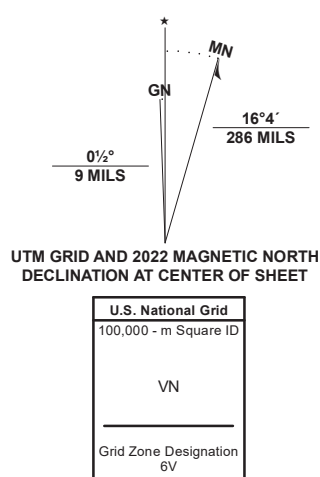 ★
MN
GN
16°4´
286 MILS
0½°
9 MILS
UTM GRID AND 2022 MAGNETIC NORTH
DECLINATION AT CENTER OF SHEET
U.S. National Grid
100,000 - m Square ID
VN
Grid Zone Designation
6V